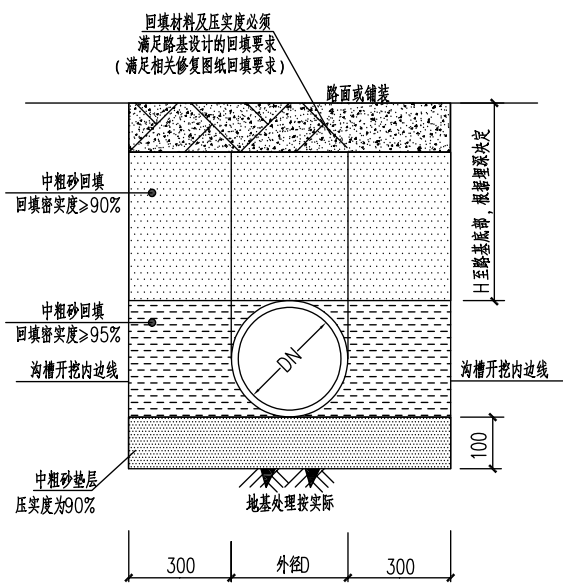 回填材料及压实度必须
满足路基设计的回填要求
(满足相关修复图纸回填要求)
路面或铺装
中粗砂回填
回填密实度≥90%
H至路基底部，根据埋深决定
中粗砂回填
回填密实度≥95%
DN
沟槽开挖内边线
沟槽开挖内边线
100
中粗砂垫层
压实度为90%
地基处理按实际
300
外径D
300